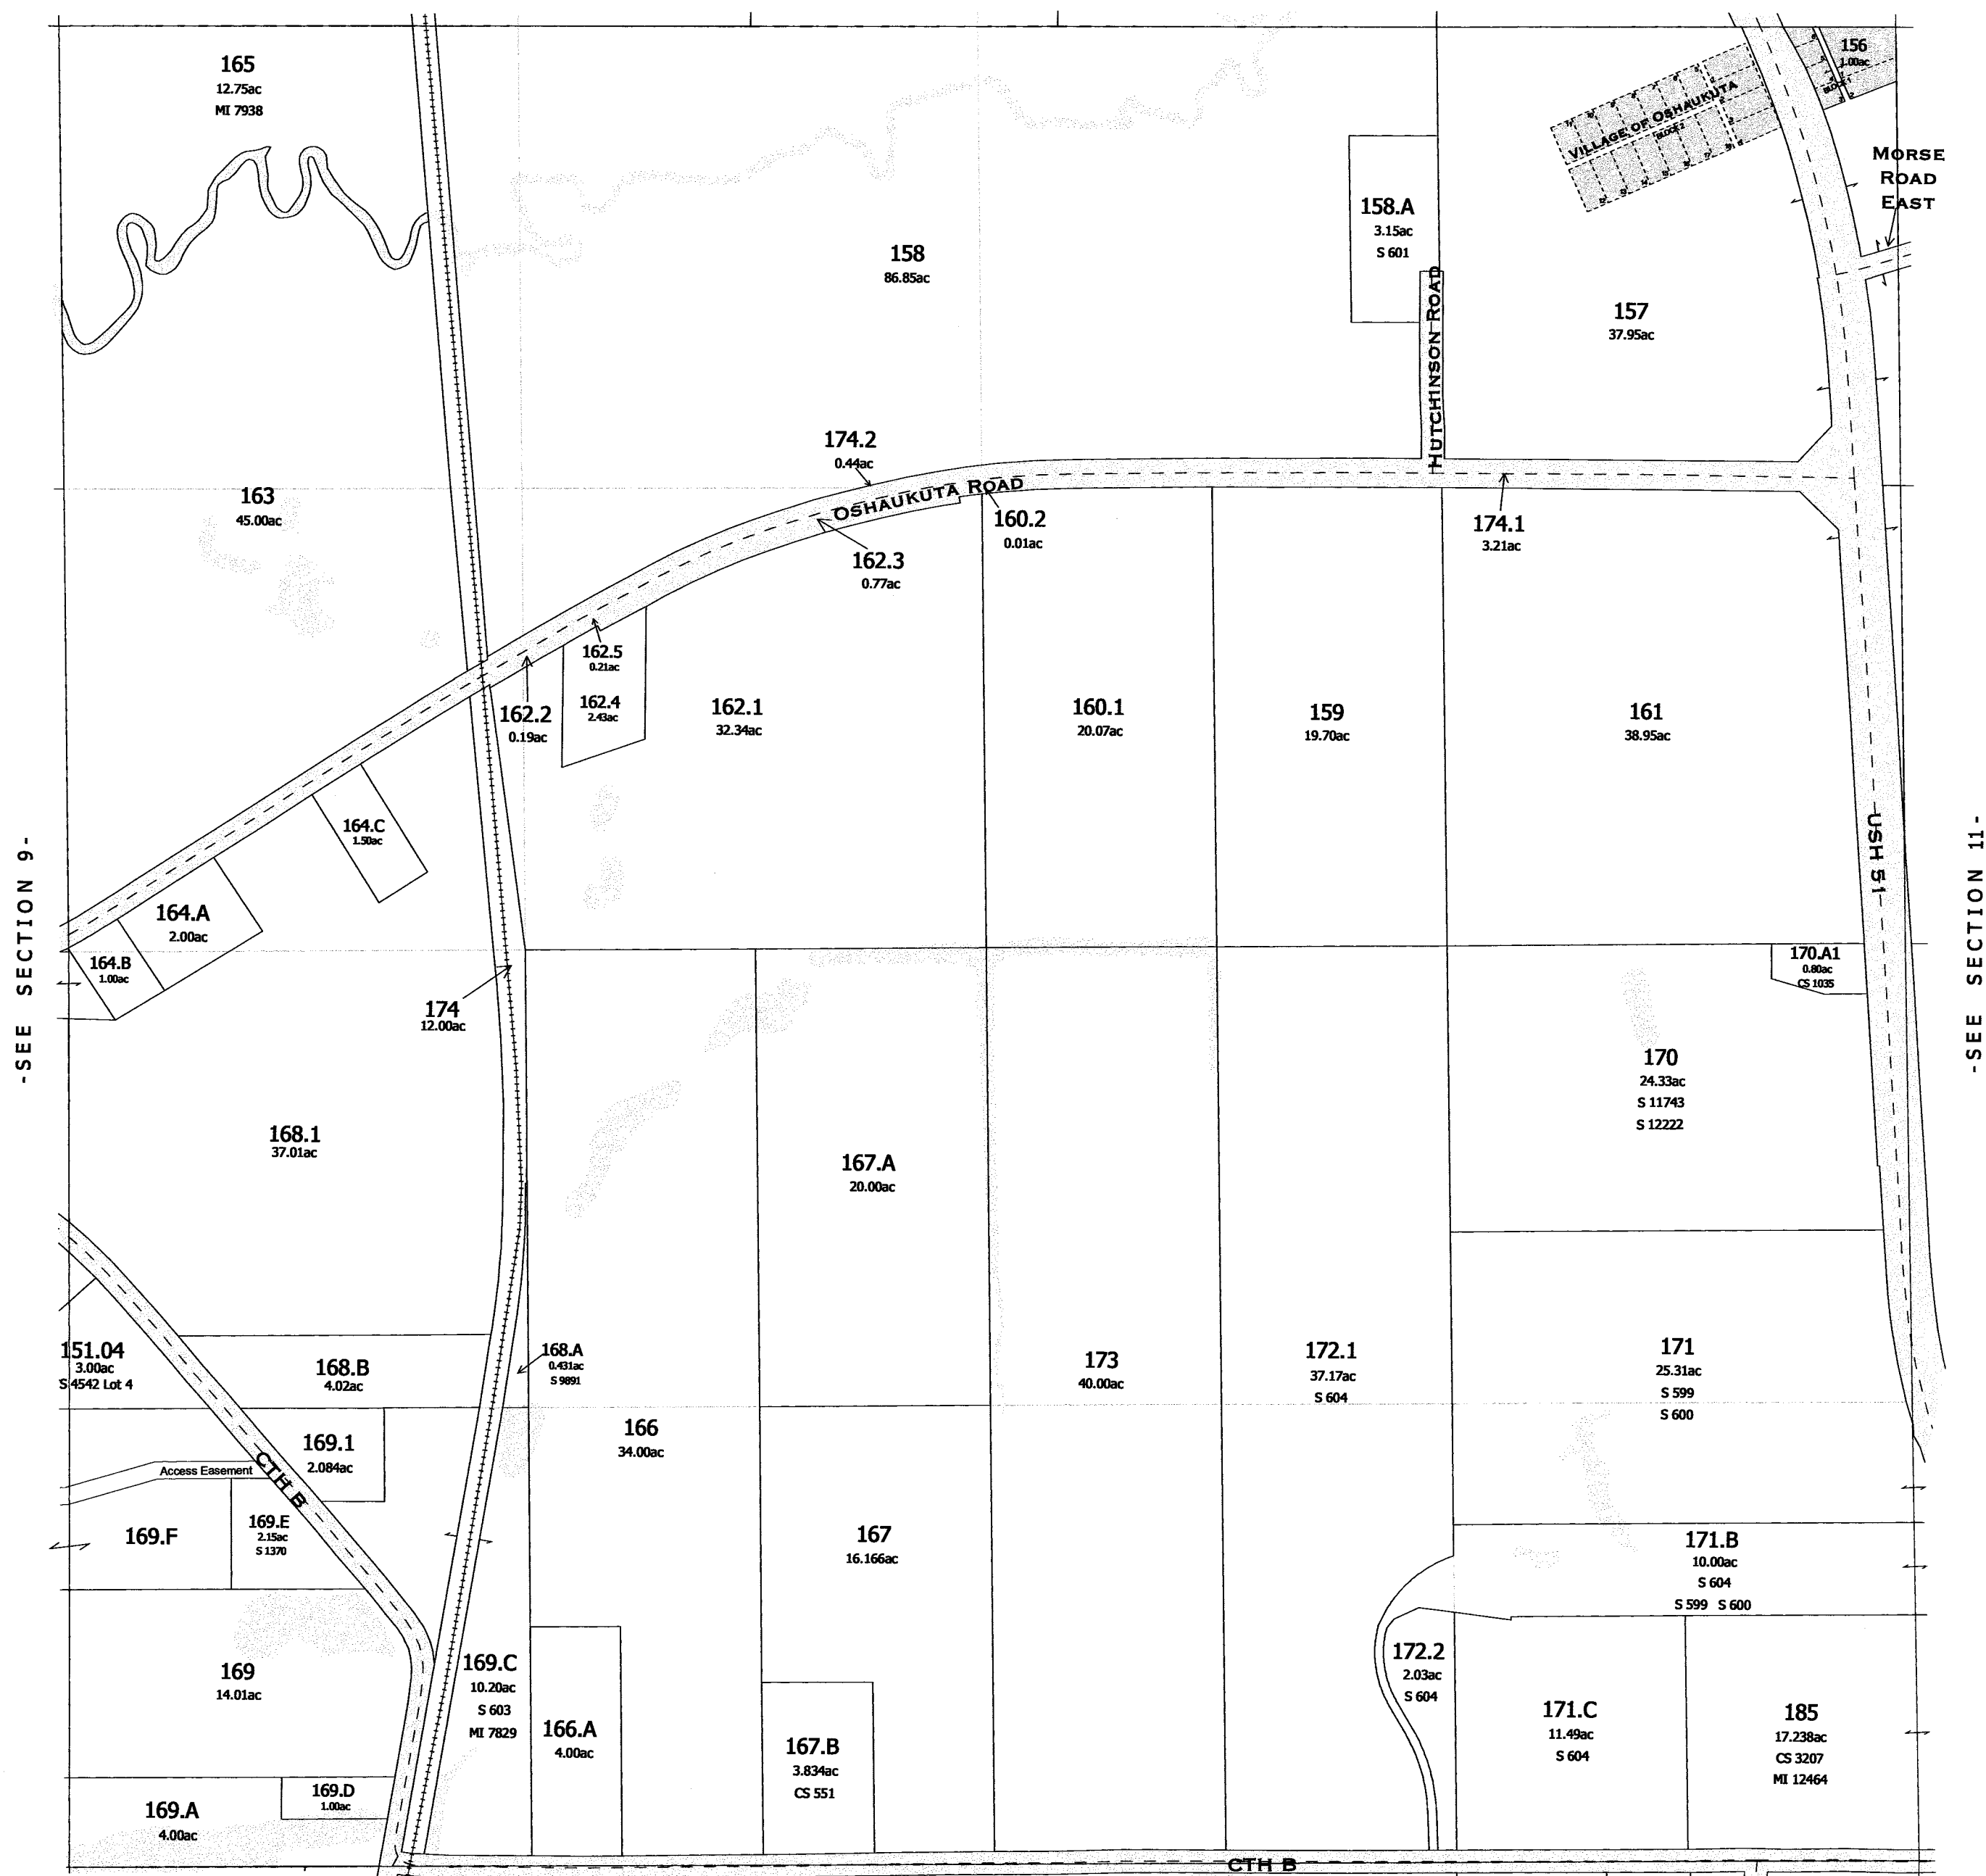 165
12.75ac
MI 7938
156
1.00ac
BLOCK 1
VILLAGE OF OSHAUKUTA
BLOCK 2
MORSE
ROAD
EAST
158.A
3.15ac
S 601
158
86.85ac
HUTCHINSON ROAD
157
37.95ac
174.2
0.44ac
OSHAUKUTA ROAD
163
45.00ac
160.2
0.01ac
174.1
3.21ac
162.3
0.77ac
162.5
0.21ac
162.4
2.43ac
162.2
0.19ac
162.1
32.34ac
160.1
20.07ac
159
19.70ac
161
38.95ac
164.C
1.50ac
USH 51
-SEE SECTION 9-
-SEE SECTION 11-
164.A
2.00ac
164.B
1.00ac
170.A1
0.80ac
CS 1035
174
12.00ac
170
24.33ac
S 11743
S 12222
168.1
37.01ac
167.A
20.00ac
151.04
3.00ac
S 4542 Lot 4
168.B
4.02ac
168.A
0.431ac
S 9891
173
40.00ac
172.1
37.17ac
S 604
171
25.31ac
S 599
S 600
166
34.00ac
169.1
2.084ac
Access Easement
CTH B
169.F
169.E
2.15ac
S 1370
167
16.166ac
171.B
10.00ac
S 604
S 599 S 600
169
14.01ac
169.C
10.20ac
S 603
MI 7829
172.2
2.03ac
S 604
166.A
4.00ac
167.B
3.834ac
CS 551
171.C
11.49ac
S 604
185
17.238ac
CS 3207
MI 12464
169.D
1.00ac
169.A
4.00ac
CTH B